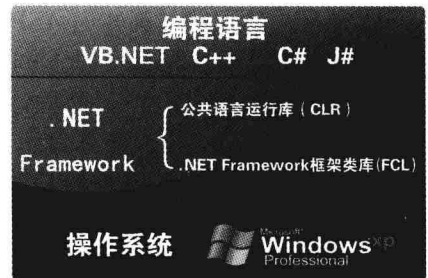 编程语言
VB.NET C++ C# J#
.NET
Framework
公共语言运行库（CLR）
.NET Framework框架类库(FCL)
操作系统
Microsoft
Windows xp
Professional